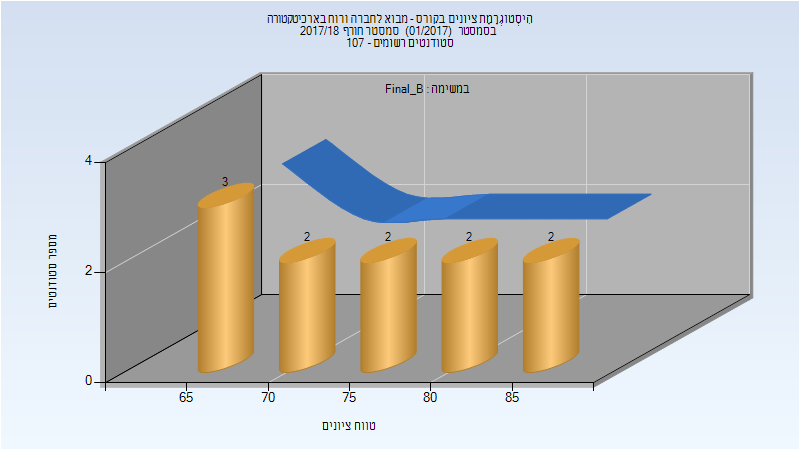 היסטוגרמת ציונים בקורס - מבוא לחברה ורוח בארכיטקטורה
בסמסטר (01/2017) סמסטר חורף 2017/18
סטודנטים רשומים - 107
במשימה : Final_B
4
2
0
מספר סטודנטים
3
2
2
2
2
65
70
75
80
85
טווח ציונים